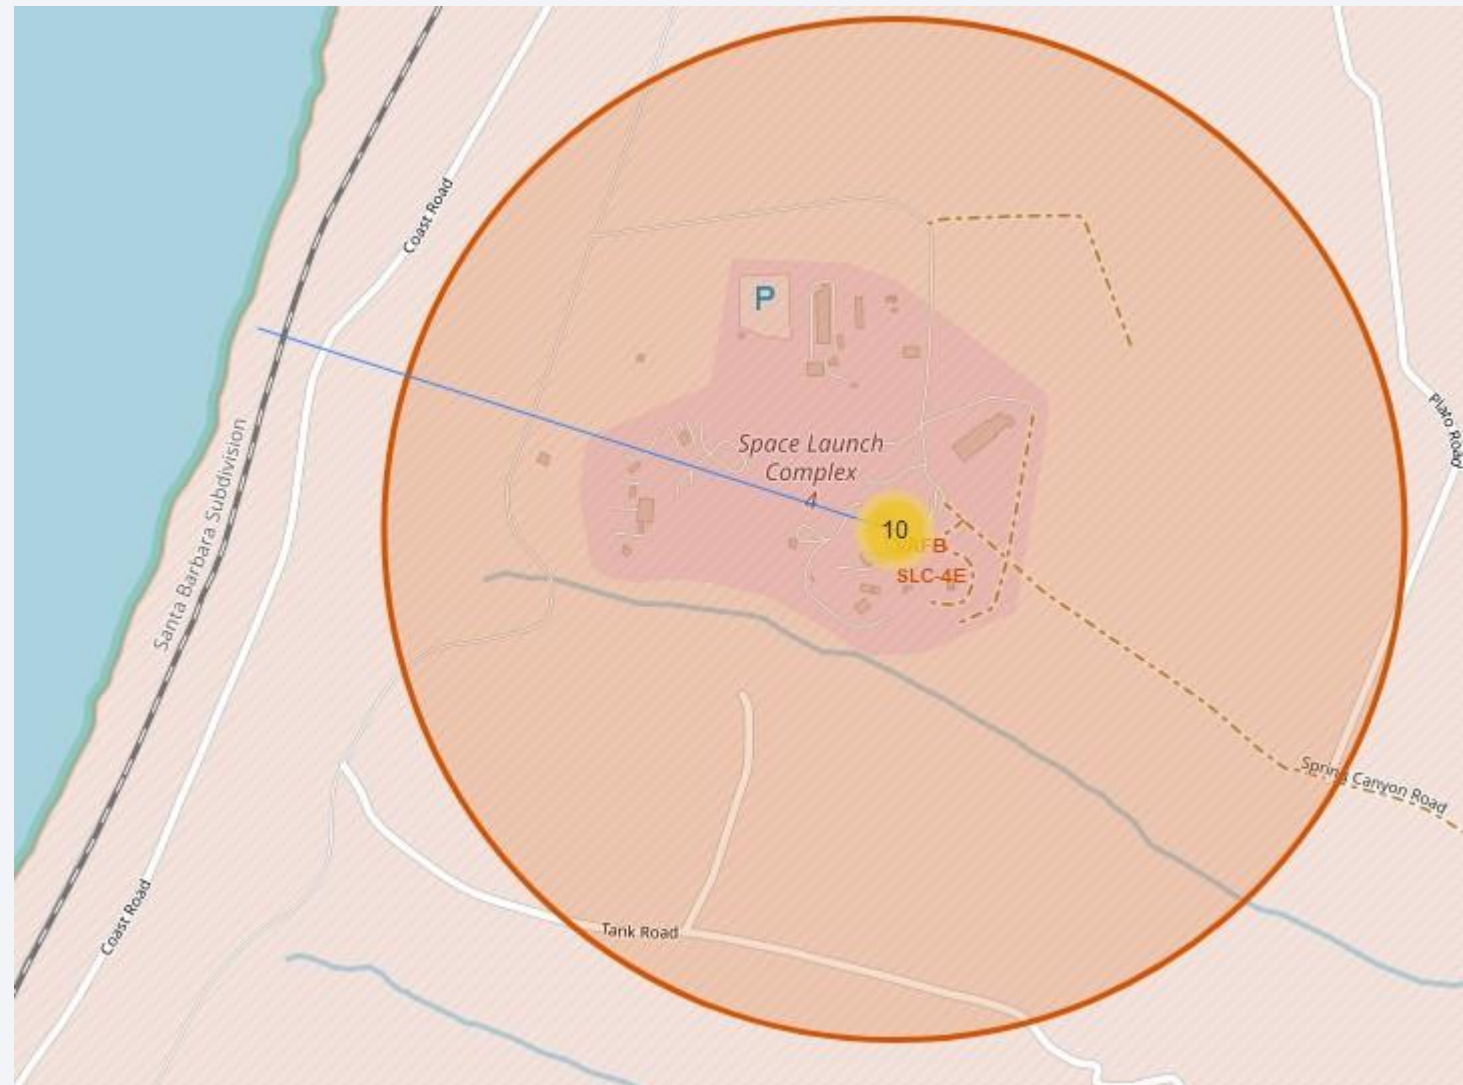 Coast Road
P
Plato Road
Space Launch
Complex
4
10
SLC-4E
Santa Barbara Subdivision
Spring Canyon Road
Coast Road
Tank Road